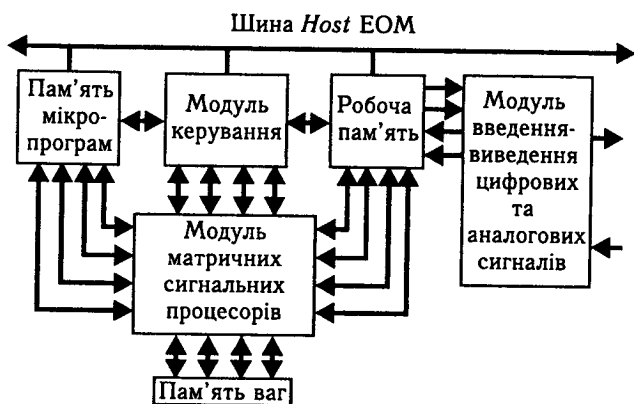 Шина Host ЕОМ
Пам’ять
мікро-
програм
Модуль
керування
Робоча
пам’ять
Модуль
введення-
виведення
цифрових
та
аналогових
сигналів
Модуль
матричних
сигнальних
процесорів
Пам’ять ваг